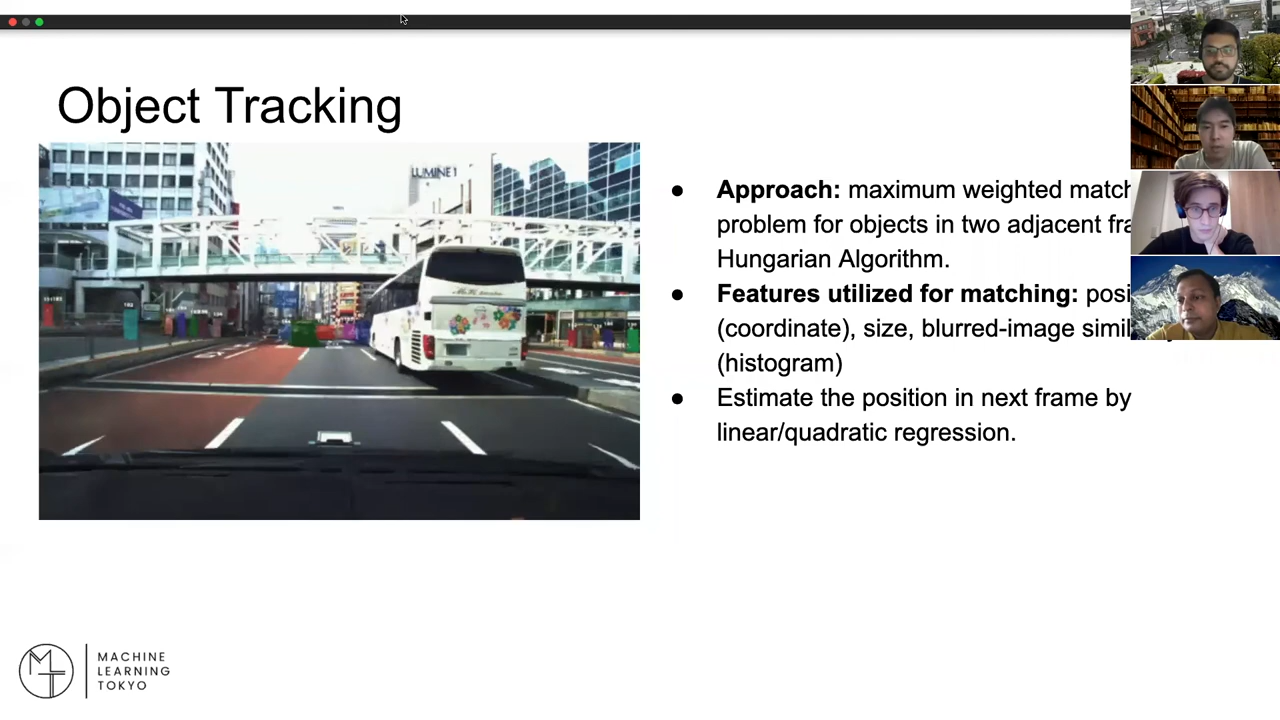 Object Tracking
LUMINE1
Approach: maximum weighted match
problem for objects in two adjacent fra
Hungarian Algorithm.
Features utilized for matching: posi
(coordinate), size, blurred-image simil
(histogram)
Estimate the position in next frame by
linear/quadratic regression.
MACHINE
LEARNING
TOKYO